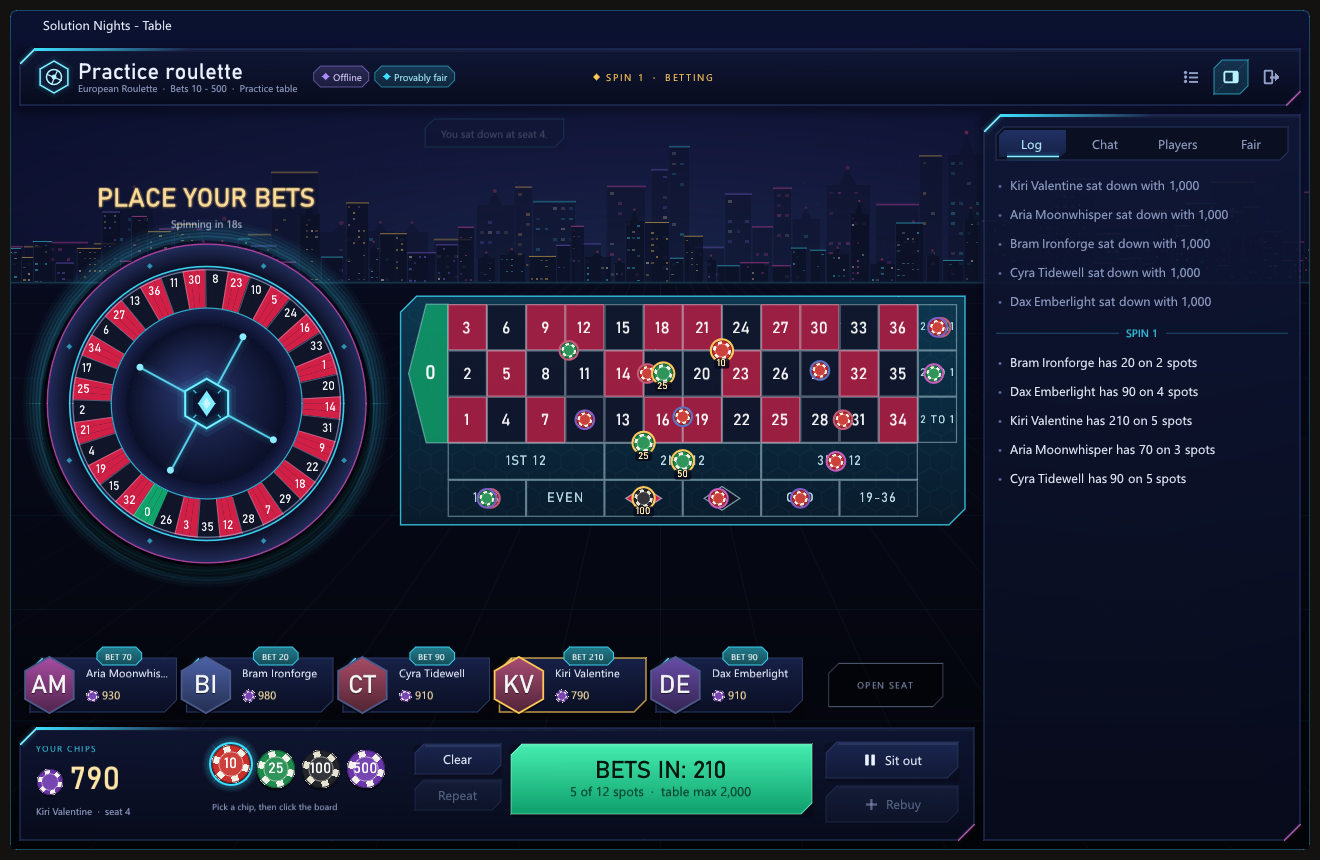 Solution Nights - Table
Practice roulette
European Roulette · Bets 10 - 500 · Practice table
Offline
Provably fair
SPIN 1 · BETTING
You sat down at seat 4.
PLACE YOUR BETS
Spinning in 18s
0 26 3 35 12 28 7 29 18 22 9 31 14 20 1 33 16 24 5 10 23 8 30 11 36 13 27 6 34 17 25 2 21 4 19 15 32
3 6 9 12 15 18 21 24 27 30 33 36
0
2 5 8 11 14 20 23 26 32 35
1 4 7 13 16 19 22 25 28 31 34 2 TO 1
10
25
25
1ST 12
50
EVEN
100
19-36
Log
Chat
Players
Fair
Kiri Valentine sat down with 1,000
Aria Moonwhisper sat down with 1,000
Bram Ironforge sat down with 1,000
Cyra Tidewell sat down with 1,000
Dax Emberlight sat down with 1,000
SPIN 1
Bram Ironforge has 20 on 2 spots
Dax Emberlight has 90 on 4 spots
Kiri Valentine has 210 on 5 spots
Aria Moonwhisper has 70 on 3 spots
Cyra Tidewell has 90 on 5 spots
BET 70
AM
Aria Moonwhis...
930
BET 20
BI
Bram Ironforge
980
BET 90
CT
Cyra Tidewell
910
BET 210
KV
Kiri Valentine
790
BET 90
DE
Dax Emberlight
910
OPEN SEAT
YOUR CHIPS
790
Kiri Valentine · seat 4
10 25 100 500
Pick a chip, then click the board
Clear
Repeat
BETS IN: 210
5 of 12 spots · table max 2,000
Sit out
Rebuy